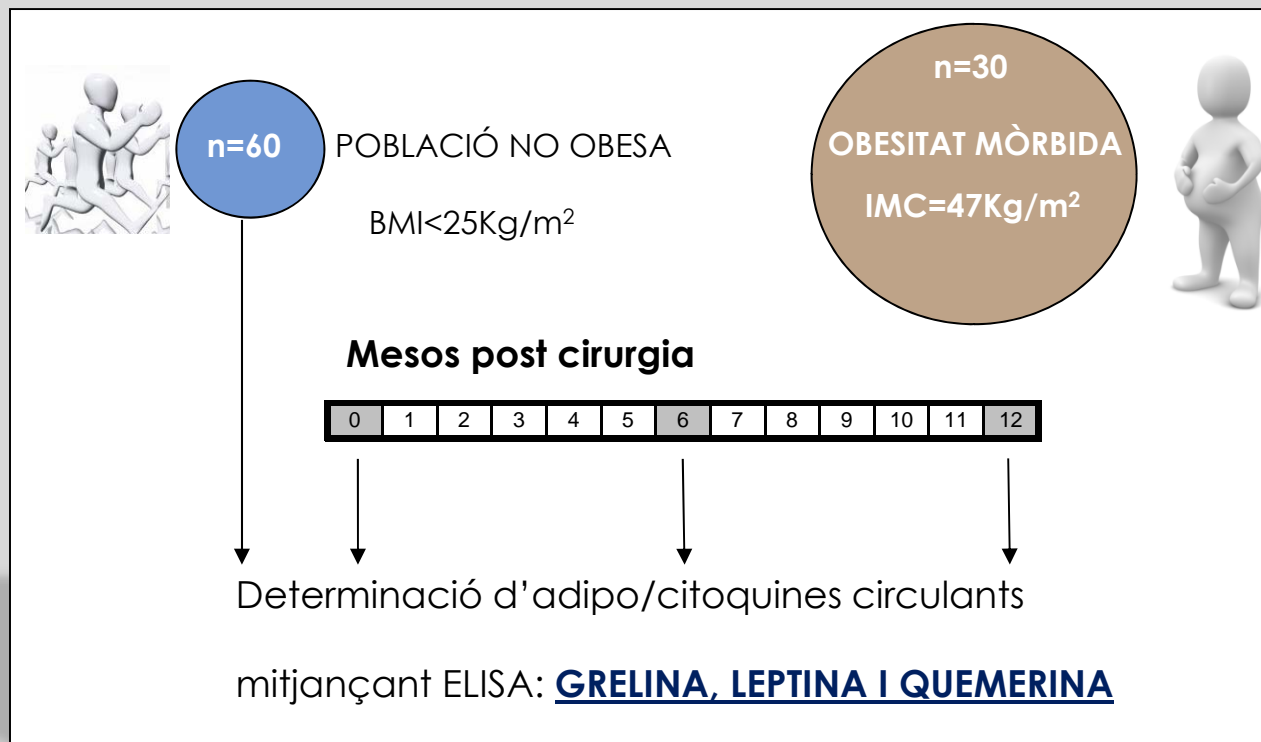 n=60
POBLACIÓ NO OBESA
BMI<25Kg/m²
n=30
OBESITAT MÒRBIDA
IMC=47Kg/m²
Mesos post cirurgia
0 1 2 3 4 5 6 7 8 9 10 11 12
Determinació d’adipo/citoquines circulants
mitjançant ELISA: GRELINA, LEPTINA I QUEMERINA